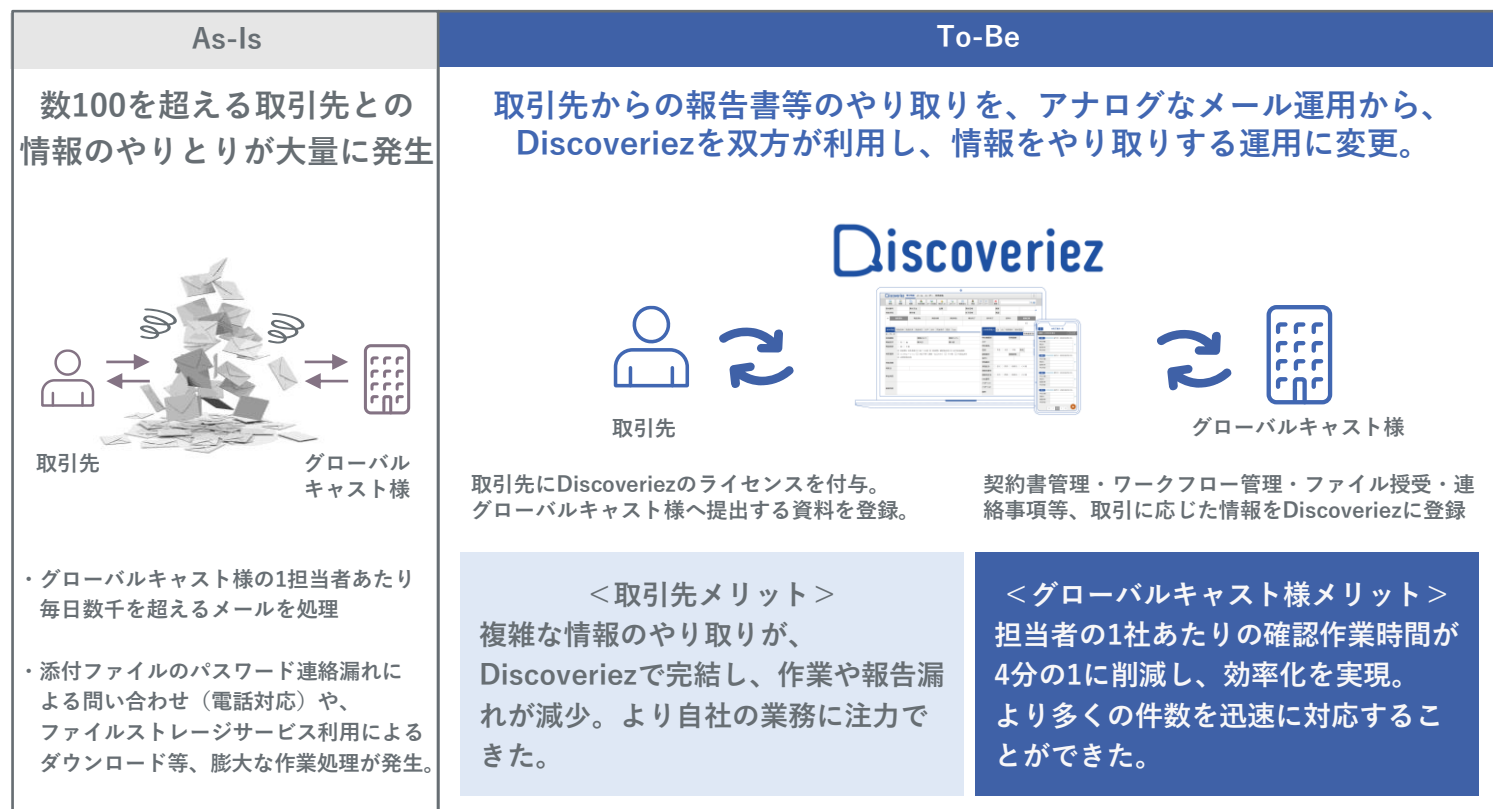 As-Is
数100を超える取引先との
情報のやりとりが大量に発生
取引先
グローバル
キャスト様
・グローバルキャスト様の1担当者あたり
毎日数千を超えるメールを処理
・添付ファイルのパスワード連絡漏れに
よる問い合わせ（電話対応）や、
ファイルストレージサービス利用による
ダウンロード等、膨大な作業処理が発生。
To-Be
取引先からの報告書等のやり取りを、アナログなメール運用から、
Discoveriezを双方が利用し、情報をやり取りする運用に変更。
Discoveriez
取引先
グローバルキャスト様
取引先にDiscoveriezのライセンスを付与。
グローバルキャスト様へ提出する資料を登録。
契約書管理・ワークフロー管理・ファイル授受・連
絡事項等、取引に応じた情報をDiscoveriezに登録
＜取引先メリット＞
複雑な情報のやり取りが、
Discoveriezで完結し、作業や報告漏
れが減少。より自社の業務に注力で
きた。
＜グローバルキャスト様メリット＞
担当者の1社あたりの確認作業時間が
4分の1に削減し、効率化を実現。
より多くの件数を迅速に対応するこ
とができた。